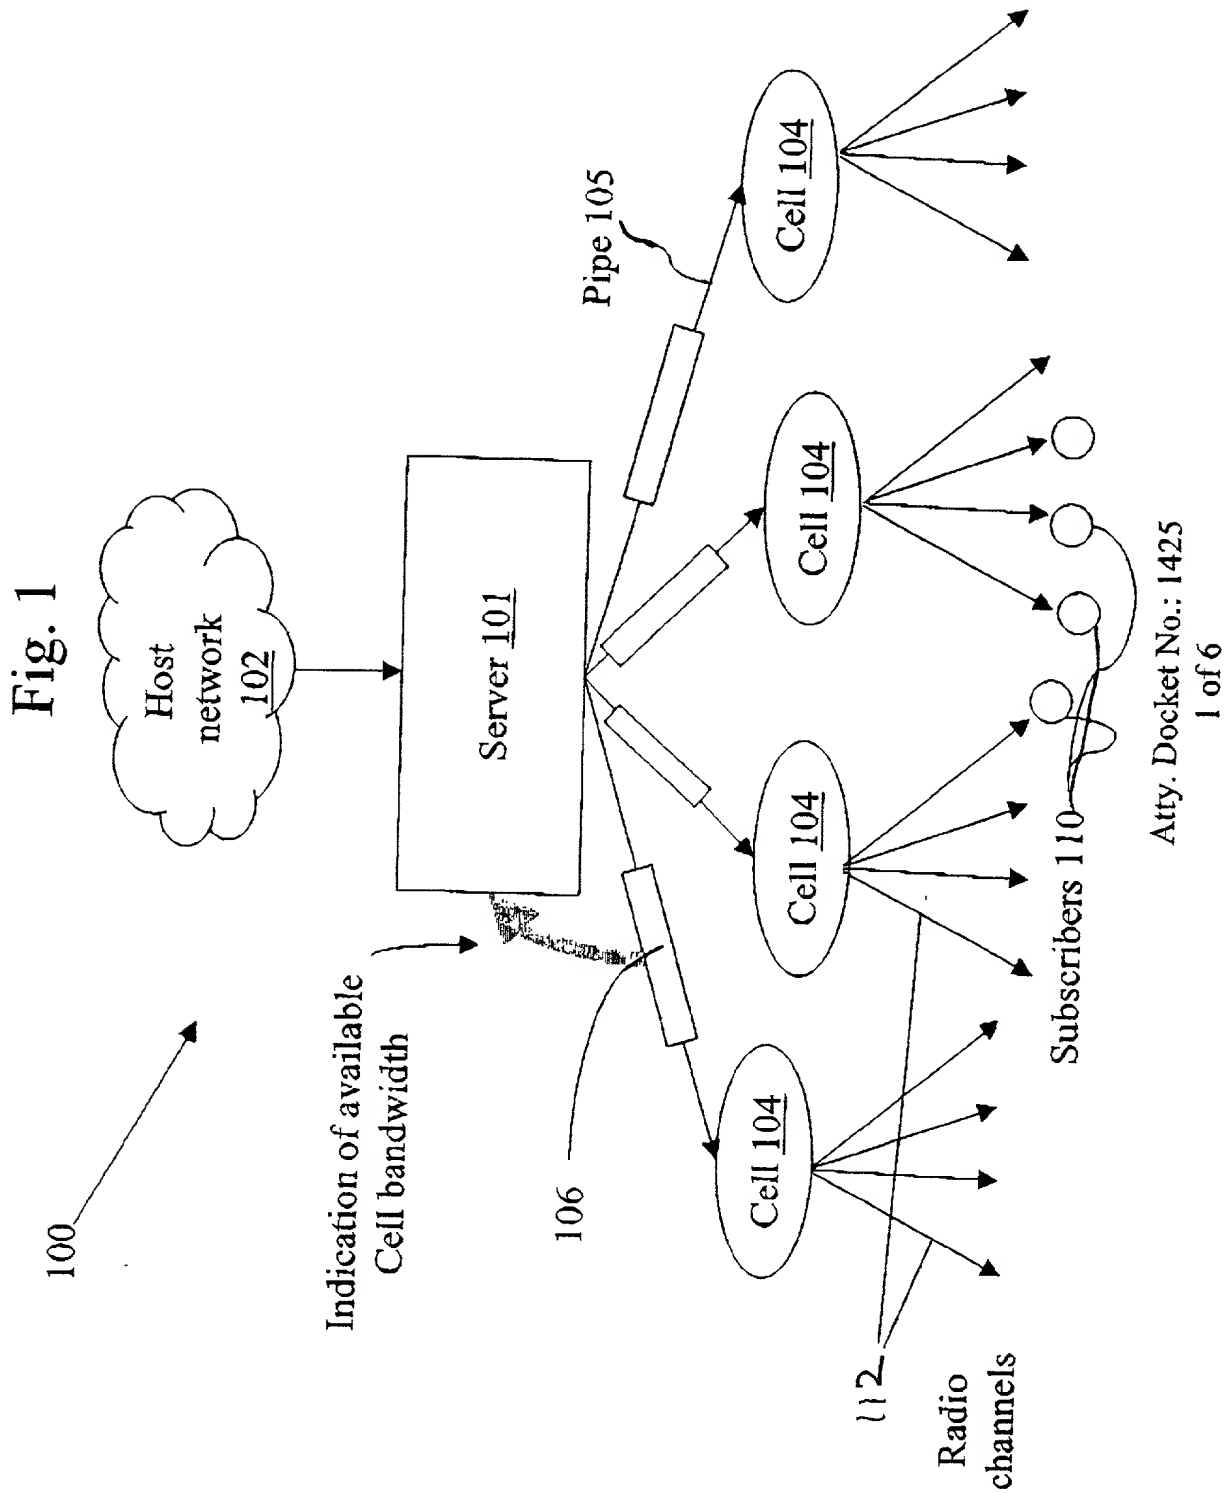 Fig. 1
100
Host
network
102
Indication of available
Cell bandwidth
Server 101
106
Pipe 105
Cell 104
Cell 104
Cell 104
Cell 104
112
Radio
channels
Subscribers 110
Atty. Docket No.: 1425
1 of 6